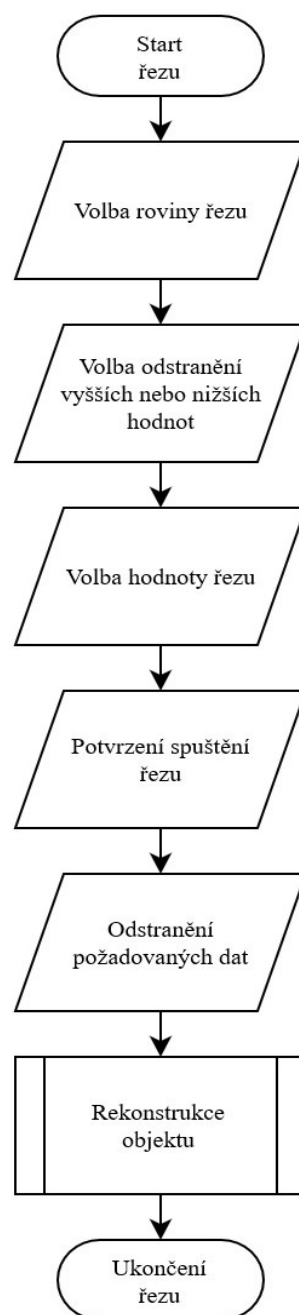 Start
řezu
Volba roviny řezu
Volba odstranění
vyšších nebo nižších
hodnot
Volba hodnoty řezu
Potvrzení spuštění
řezu
Odstranění
požadovaných dat
Rekonstrukce
objektu
Ukončení
řezu